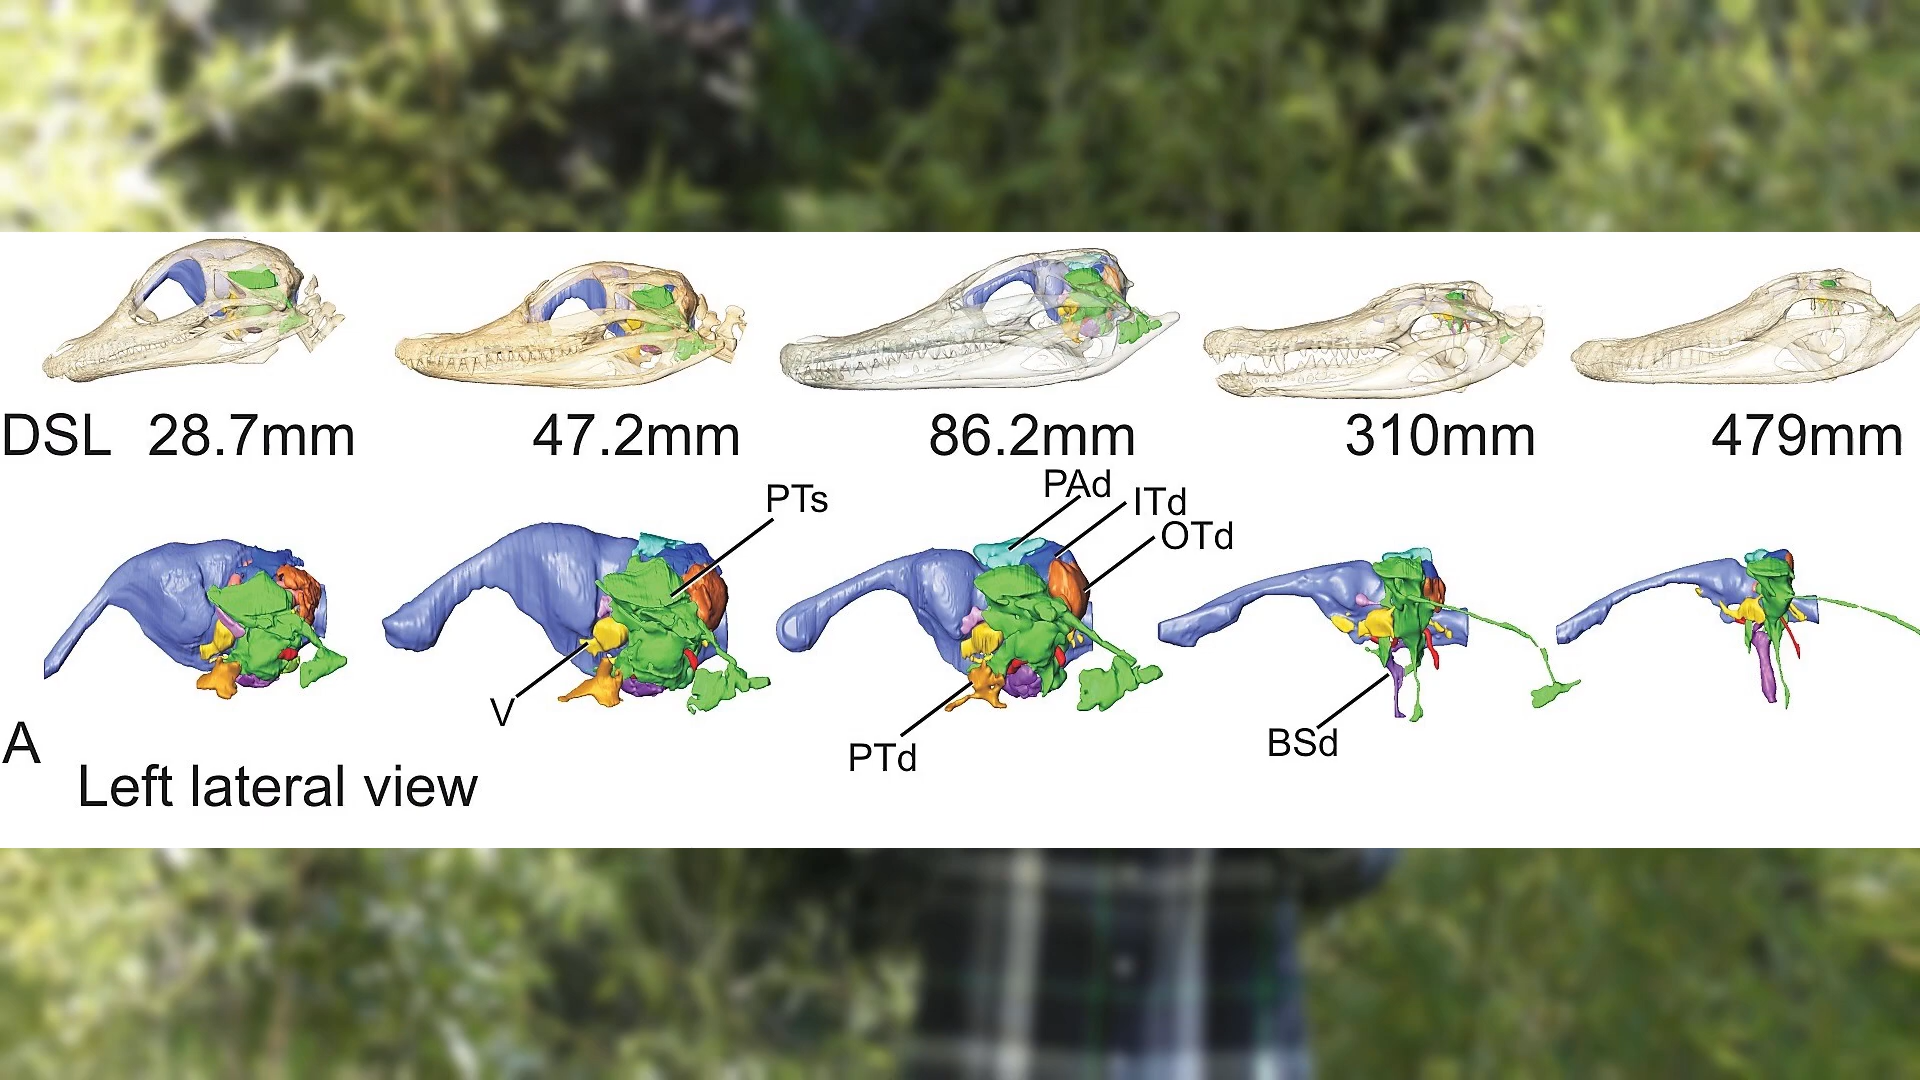 DSL 28.7mm 47.2mm 86.2mm 310mm 479mm
PTs
PAd
ITd
OTd
V
PTd
BSd
A
Left lateral view